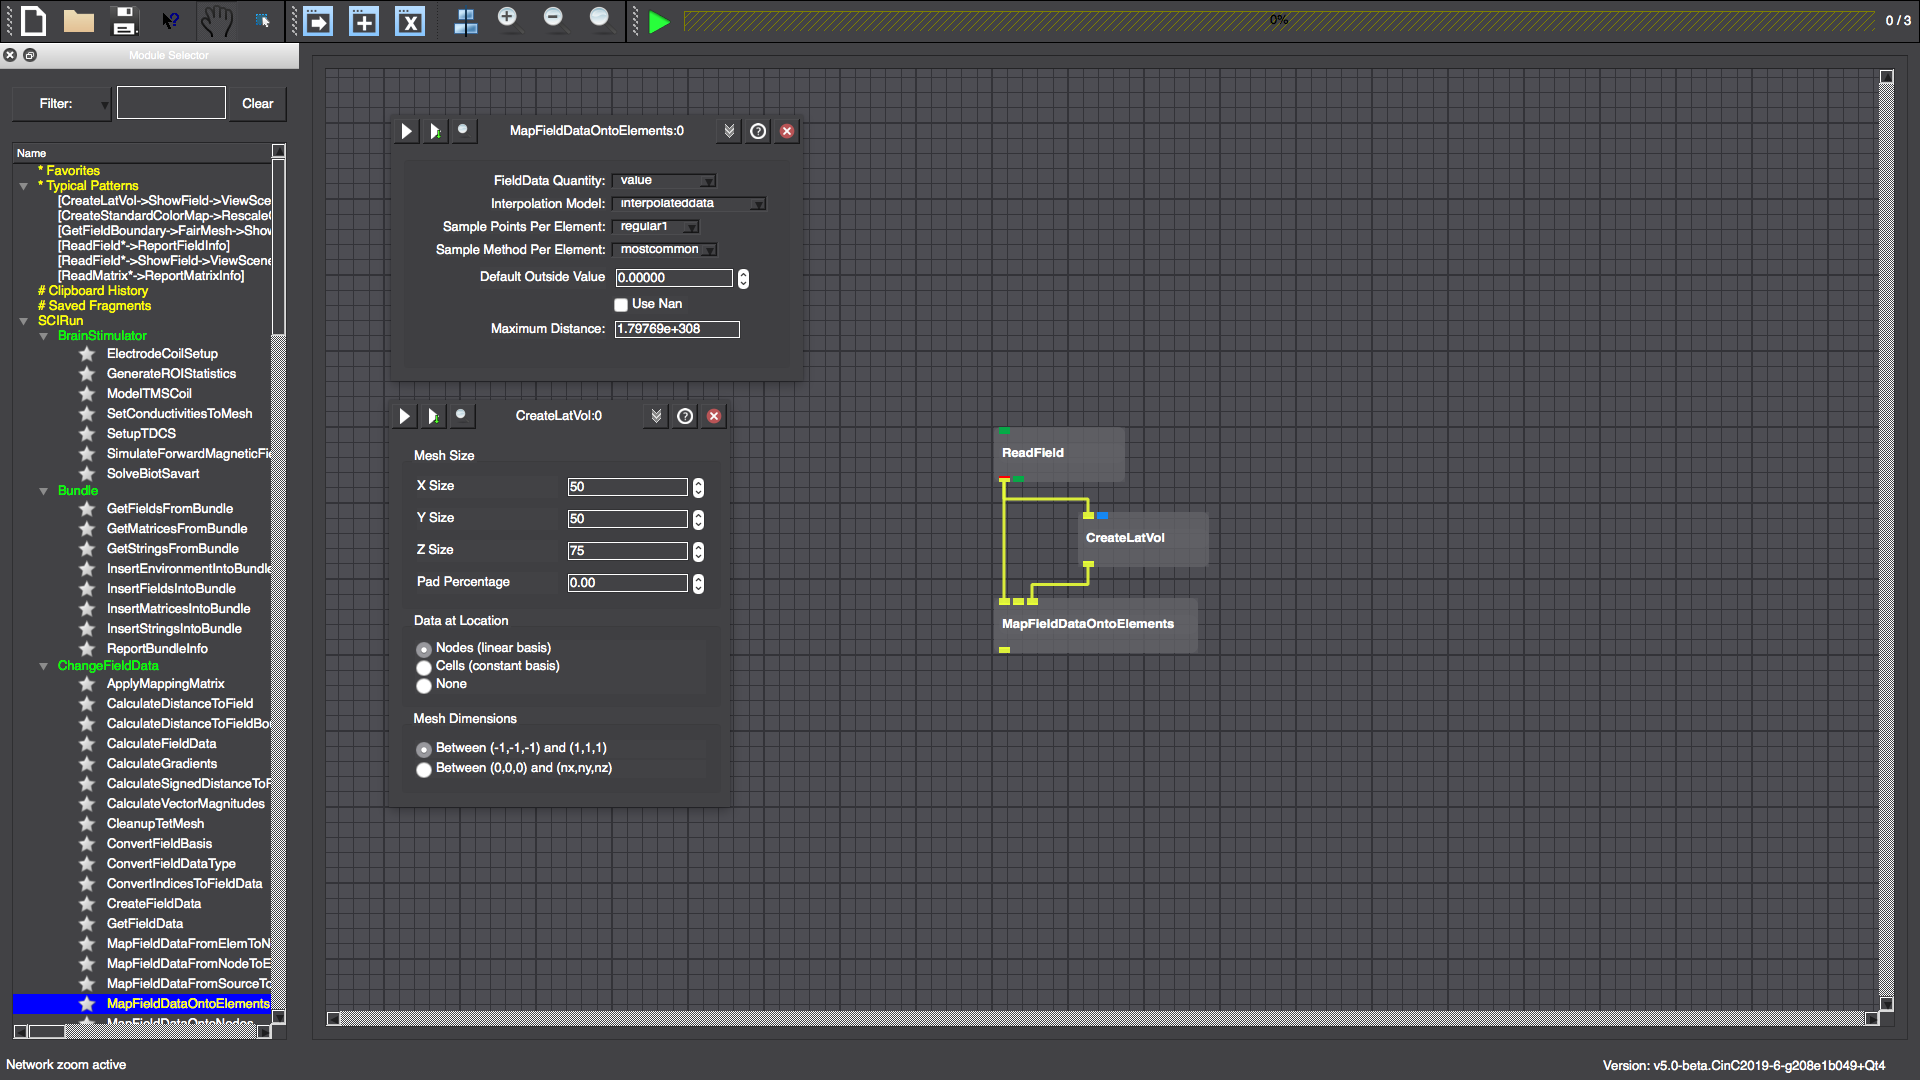 0%
0 / 3
Module Selector
Filter:
Clear
Name
* Favorites
* Typical Patterns
[CreateLatVol->ShowField->ViewSce
[CreateStandardColorMap->Rescale
[GetFieldBoundary->FairMesh->Sho
[ReadField*->ReportFieldInfo]
[ReadField*->ShowField->ViewScene
[ReadMatrix*->ReportMatrixInfo]
# Clipboard History
# Saved Fragments
SCIRun
BrainStimulator
ElectrodeCoilSetup
GenerateROIStatistics
ModelTMSCoil
SetConductivitiesToMesh
SetupTDCS
SimulateForwardMagneticFie
SolveBiotSavart
Bundle
GetFieldsFromBundle
GetMatricesFromBundle
GetStringsFromBundle
InsertEnvironmentIntoBundle
InsertFieldsIntoBundle
InsertMatricesIntoBundle
InsertStringsIntoBundle
ReportBundleInfo
ChangeFieldData
ApplyMappingMatrix
CalculateDistanceToField
CalculateDistanceToFieldBo
CalculateFieldData
CalculateGradients
CalculateSignedDistanceToF
CalculateVectorMagnitudes
CleanupTetMesh
ConvertFieldBasis
ConvertFieldDataType
ConvertIndicesToFieldData
CreateFieldData
GetFieldData
MapFieldDataFromElemToN
MapFieldDataFromNodeToE
MapFieldDataFromSourceTo
MapFieldDataOntoElements
MapFieldDataOntoNodes
Network zoom active
MapFieldDataOntoElements:0
FieldData Quantity: value
Interpolation Model: interpolateddata
Sample Points Per Element: regular1
Sample Method Per Element: mostcommon
Default Outside Value 0.00000
Use Nan
Maximum Distance: 1.79769e+308
CreateLatVol:0
Mesh Size
X Size 50
Y Size 50
Z Size 75
Pad Percentage 0.00
Data at Location
Nodes (linear basis)
Cells (constant basis)
None
Mesh Dimensions
Between (-1,-1,-1) and (1,1,1)
Between (0,0,0) and (nx,ny,nz)
ReadField
CreateLatVol
MapFieldDataOntoElements
Version: v5.0-beta.CinC2019-6-g208e1b049+Qt4